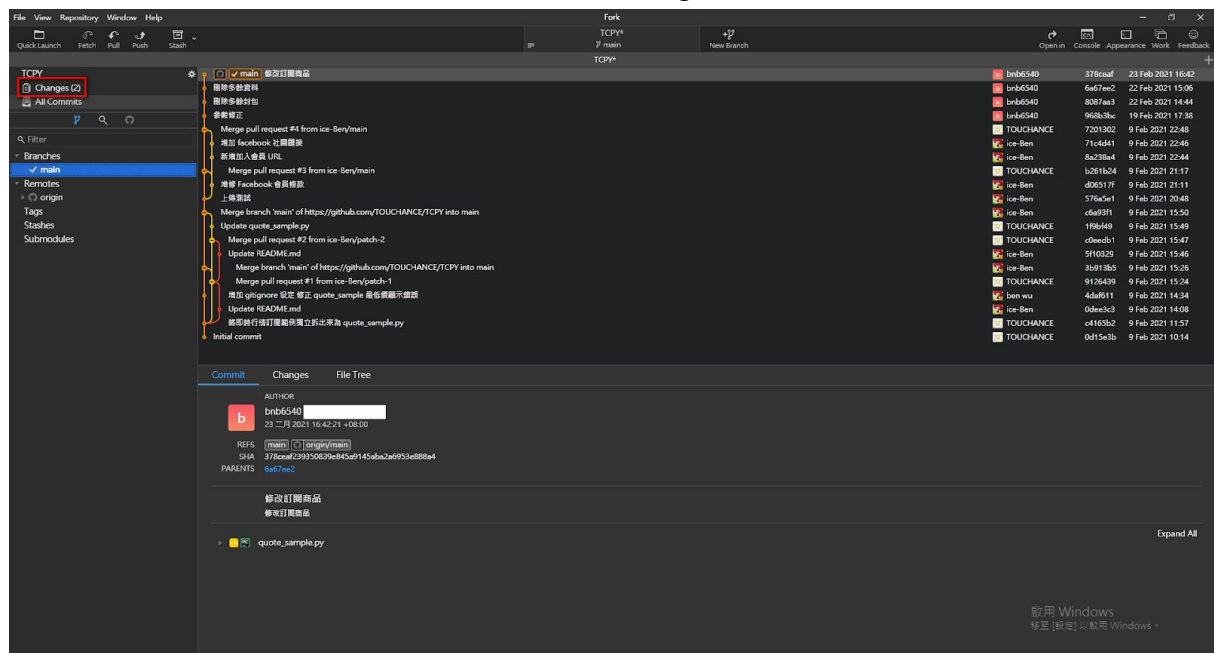 File View Repository Window Help Fork
Quick Launch Fetch Pull Push Stash TCPY* main New Branch Open in Console Appearance Work Feedback
TCPY*
TCPY
Changes (2)
All Commits
Filter
Branches
main
Remotes
origin
Tags
Stashes
Submodules
main 修改訂閱商品 bnb6540 378ceaf 23 Feb 2021 16:42
刪除多餘資料 bnb6540 6a67ee2 22 Feb 2021 15:06
刪除多餘封包 bnb6540 8087aa3 22 Feb 2021 14:44
參數修正 bnb6540 968b3bc 19 Feb 2021 17:38
Merge pull request #4 from ice-Ben/main TOUCHANCE 7201302 9 Feb 2021 22:48
增加 facebook 社團鏈接 ice-Ben 71c4d41 9 Feb 2021 22:46
新增加入會員 URL ice-Ben 8a238a4 9 Feb 2021 22:44
Merge pull request #3 from ice-Ben/main TOUCHANCE b261b24 9 Feb 2021 21:17
增修 Facebook 會員條款 ice-Ben d06517f 9 Feb 2021 21:11
上傳測試 ice-Ben 576a5e1 9 Feb 2021 20:48
Merge branch 'main' of https://github.com/TOUCHANCE/TCPY into main ice-Ben c6a93f1 9 Feb 2021 15:50
Update quote_sample.py TOUCHANCE 1f9bf49 9 Feb 2021 15:49
Merge pull request #2 from ice-Ben/patch-2 TOUCHANCE c0eedb1 9 Feb 2021 15:47
Update README.md ice-Ben 5f10329 9 Feb 2021 15:46
Merge branch 'main' of https://github.com/TOUCHANCE/TCPY into main ice-Ben 3b913b5 9 Feb 2021 15:26
Merge pull request #1 from ice-Ben/patch-1 TOUCHANCE 9126439 9 Feb 2021 15:24
增加 gitignore 設定 修正 quote_sample 最低價顯示錯誤 ben wu 4daf611 9 Feb 2021 14:34
Update README.md ice-Ben 0dee3c3 9 Feb 2021 14:08
將即時行情訂閱範例獨立拆出來為 quote_sample.py TOUCHANCE c4165b2 9 Feb 2021 11:57
Initial commit TOUCHANCE 0d15e3b 9 Feb 2021 10:14
Commit Changes File Tree
AUTHOR
b bnb6540
23 二月 2021 16:42:21 +08:00
REFS main origin/main
SHA 378ceaf239350839e845a9145aba2a6953e888a4
PARENTS 6a67ee2
修改訂閱商品
修改訂閱商品
Expand All
quote_sample.py
啟用 Windows
移至 [設定] 以啟用 Windows。